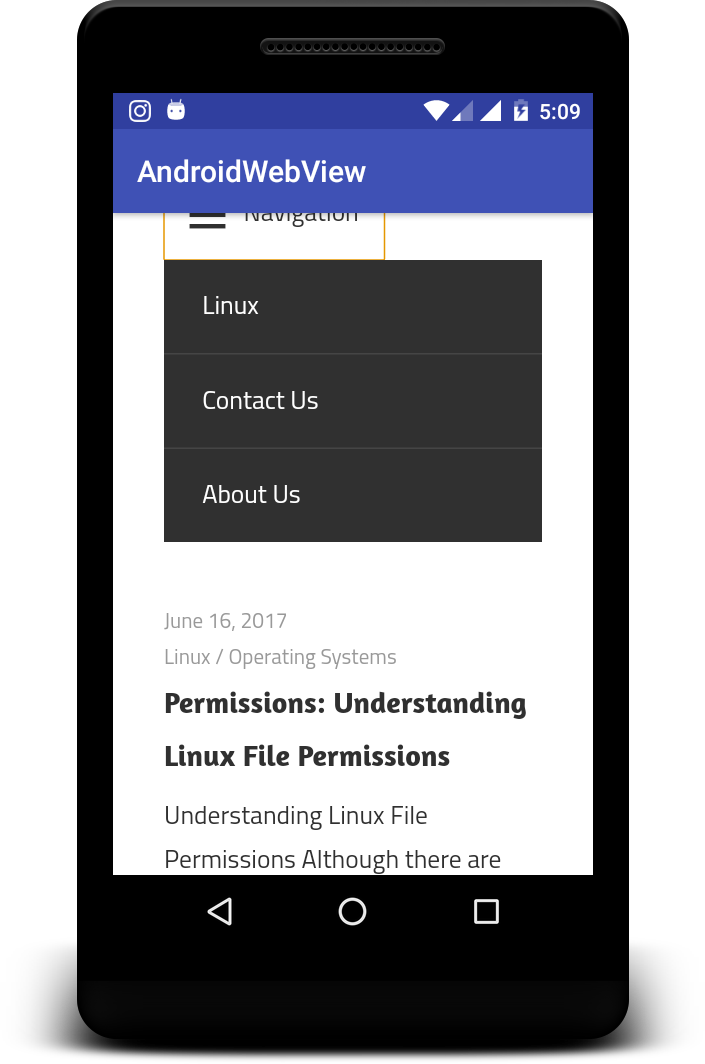 5:09
AndroidWebView
Navigation
Linux
Contact Us
About Us
June 16, 2017
Linux / Operating Systems
Permissions: Understanding
Linux File Permissions
Understanding Linux File
Permissions Although there are